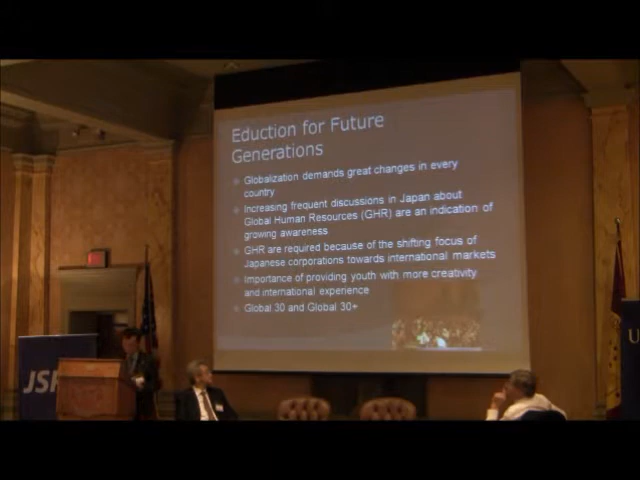 Eduction for Future
Generations
Globalization demands great changes in every
country
Increasing frequent discussions in Japan about
Global Human Resources (GHR) are an indication of
growing awareness
GHR are required because of the shifting focus of
Japanese corporations towards international markets
Importance of providing youth with more creativity
and international experience
Global 30 and Global 30+
JS
U